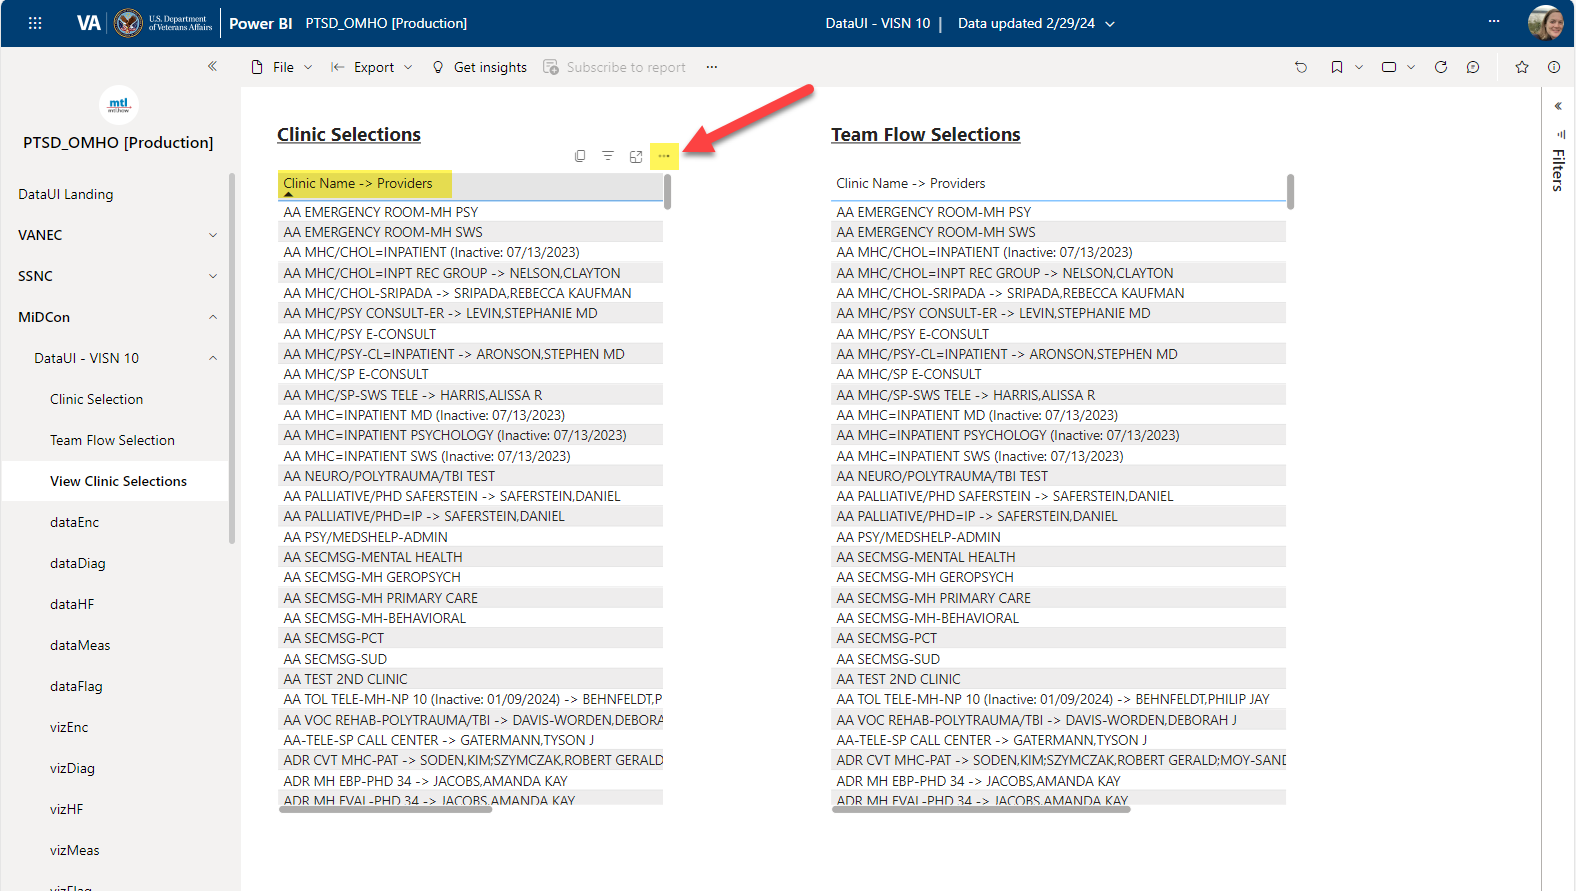 VA
U.S. Department
of Veterans Affairs
Power BI
PTSD_OMHO [Production]
DataUI - VISN 10 | Data updated 2/29/24
File
Export
Get insights
Subscribe to report
mtl
PTSD_OMHO [Production]
DataUI Landing
VANEC
SSNC
MiDCon
DataUI - VISN 10
Clinic Selection
Team Flow Selection
View Clinic Selections
dataEnc
dataDiag
dataHF
dataMeas
dataFlag
vizEnc
vizDiag
vizHF
vizMeas
vizFlag
Clinic Selections
Clinic Name -> Providers
AA EMERGENCY ROOM-MH PSY
AA EMERGENCY ROOM-MH SWS
AA MHC/CHOL=INPATIENT (Inactive: 07/13/2023)
AA MHC/CHOL=INPT REC GROUP -> NELSON,CLAYTON
AA MHC/CHOL-SRIPADA -> SRIPADA,REBECCA KAUFMAN
AA MHC/PSY CONSULT-ER -> LEVIN,STEPHANIE MD
AA MHC/PSY E-CONSULT
AA MHC/PSY-CL=INPATIENT -> ARONSON,STEPHEN MD
AA MHC/SP E-CONSULT
AA MHC/SP-SWS TELE -> HARRIS,ALISSA R
AA MHC=INPATIENT MD (Inactive: 07/13/2023)
AA MHC=INPATIENT PSYCHOLOGY (Inactive: 07/13/2023)
AA MHC=INPATIENT SWS (Inactive: 07/13/2023)
AA NEURO/POLYTRAUMA/TBI TEST
AA PALLIATIVE/PHD SAFERSTEIN -> SAFERSTEIN,DANIEL
AA PALLIATIVE/PHD=IP -> SAFERSTEIN,DANIEL
AA PSY/MEDSHELP-ADMIN
AA SECMSG-MENTAL HEALTH
AA SECMSG-MH GEROPSYCH
AA SECMSG-MH PRIMARY CARE
AA SECMSG-MH-BEHAVIORAL
AA SECMSG-PCT
AA SECMSG-SUD
AA TEST 2ND CLINIC
AA TOL TELE-MH-NP 10 (Inactive: 01/09/2024) -> BEHNFELDT,P
AA VOC REHAB-POLYTRAUMA/TBI -> DAVIS-WORDEN,DEBORA
AA-TELE-SP CALL CENTER -> GATERMANN,TYSON J
ADR CVT MHC-PAT -> SODEN,KIM;SZYMCZAK,ROBERT GERALD
ADR MH EBP-PHD 34 -> JACOBS,AMANDA KAY
ADR MH EVAL-PHD 34 -> JACOBS,AMANDA KAY
Team Flow Selections
Clinic Name -> Providers
AA EMERGENCY ROOM-MH PSY
AA EMERGENCY ROOM-MH SWS
AA MHC/CHOL=INPATIENT (Inactive: 07/13/2023)
AA MHC/CHOL=INPT REC GROUP -> NELSON,CLAYTON
AA MHC/CHOL-SRIPADA -> SRIPADA,REBECCA KAUFMAN
AA MHC/PSY CONSULT-ER -> LEVIN,STEPHANIE MD
AA MHC/PSY E-CONSULT
AA MHC/PSY-CL=INPATIENT -> ARONSON,STEPHEN MD
AA MHC/SP E-CONSULT
AA MHC/SP-SWS TELE -> HARRIS,ALISSA R
AA MHC=INPATIENT MD (Inactive: 07/13/2023)
AA MHC=INPATIENT PSYCHOLOGY (Inactive: 07/13/2023)
AA MHC=INPATIENT SWS (Inactive: 07/13/2023)
AA NEURO/POLYTRAUMA/TBI TEST
AA PALLIATIVE/PHD SAFERSTEIN -> SAFERSTEIN,DANIEL
AA PALLIATIVE/PHD=IP -> SAFERSTEIN,DANIEL
AA PSY/MEDSHELP-ADMIN
AA SECMSG-MENTAL HEALTH
AA SECMSG-MH GEROPSYCH
AA SECMSG-MH PRIMARY CARE
AA SECMSG-MH-BEHAVIORAL
AA SECMSG-PCT
AA SECMSG-SUD
AA TEST 2ND CLINIC
AA TOL TELE-MH-NP 10 (Inactive: 01/09/2024) -> BEHNFELDT,PHILIP JAY
AA VOC REHAB-POLYTRAUMA/TBI -> DAVIS-WORDEN,DEBORAH J
AA-TELE-SP CALL CENTER -> GATERMANN,TYSON J
ADR CVT MHC-PAT -> SODEN,KIM;SZYMCZAK,ROBERT GERALD;MOY-SAND
ADR MH EBP-PHD 34 -> JACOBS,AMANDA KAY
ADR MH EVAL-PHD 34 -> JACOBS,AMANDA KAY
Filters